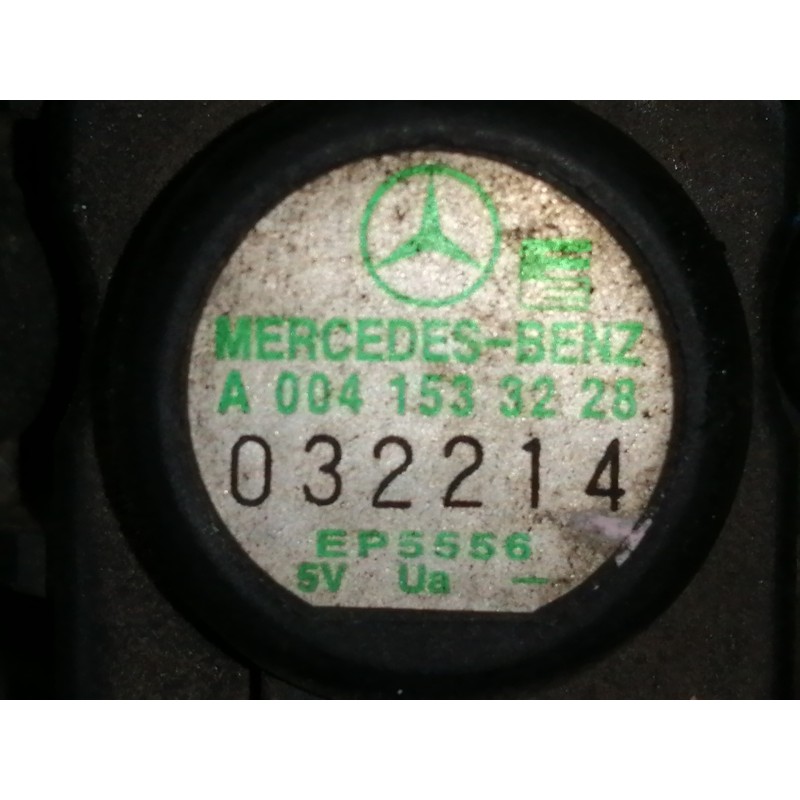 MERCEDES-BENZ
A 004 153 32 28
032214
EP5556
5V Ua —